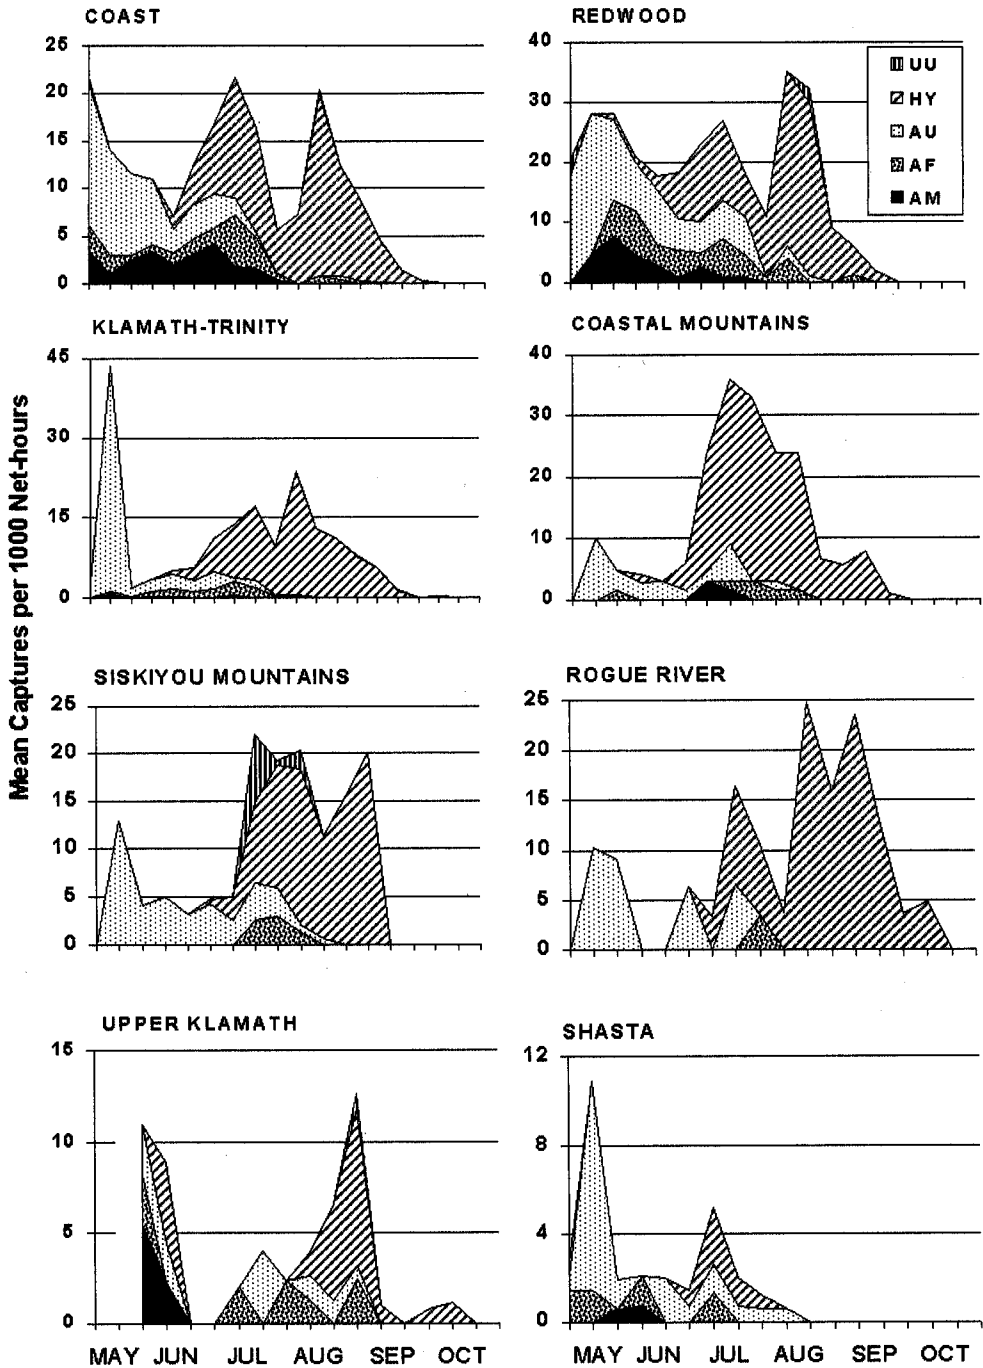 COAST
25
20
15
10
5
0
REDWOOD
40
30
20
10
0
UU
HY
AU
AF
AM
KLAMATH-TRINITY
45
30
15
0
COASTAL MOUNTAINS
40
30
20
10
0
Mean Captures per 1000 Net-hours
SISKIYOU MOUNTAINS
25
20
15
10
5
0
ROGUE RIVER
25
20
15
10
5
0
UPPER KLAMATH
15
10
5
0
MAY JUN JUL AUG SEP OCT
SHASTA
12
8
4
0
MAY JUN JUL AUG SEP OCT